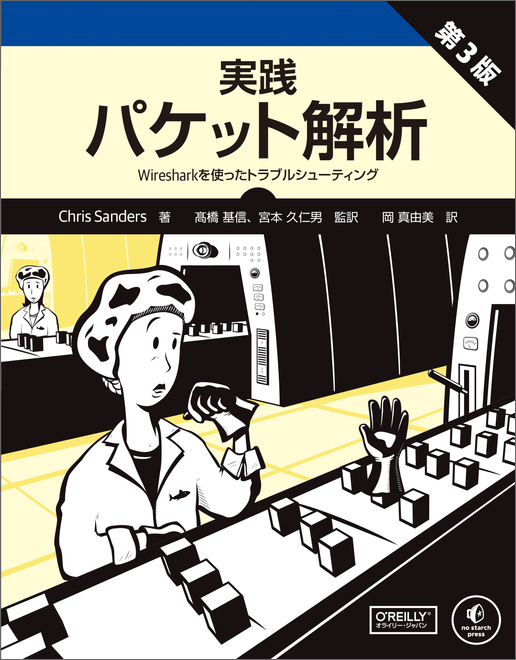 第3版
実践
パケット解析
Wiresharkを使ったトラブルシューティング
Chris Sanders 著 髙橋 基信、宮本 久仁男 監訳 岡 真由美 訳
O'REILLY®
オライリー・ジャパン
no starch
press